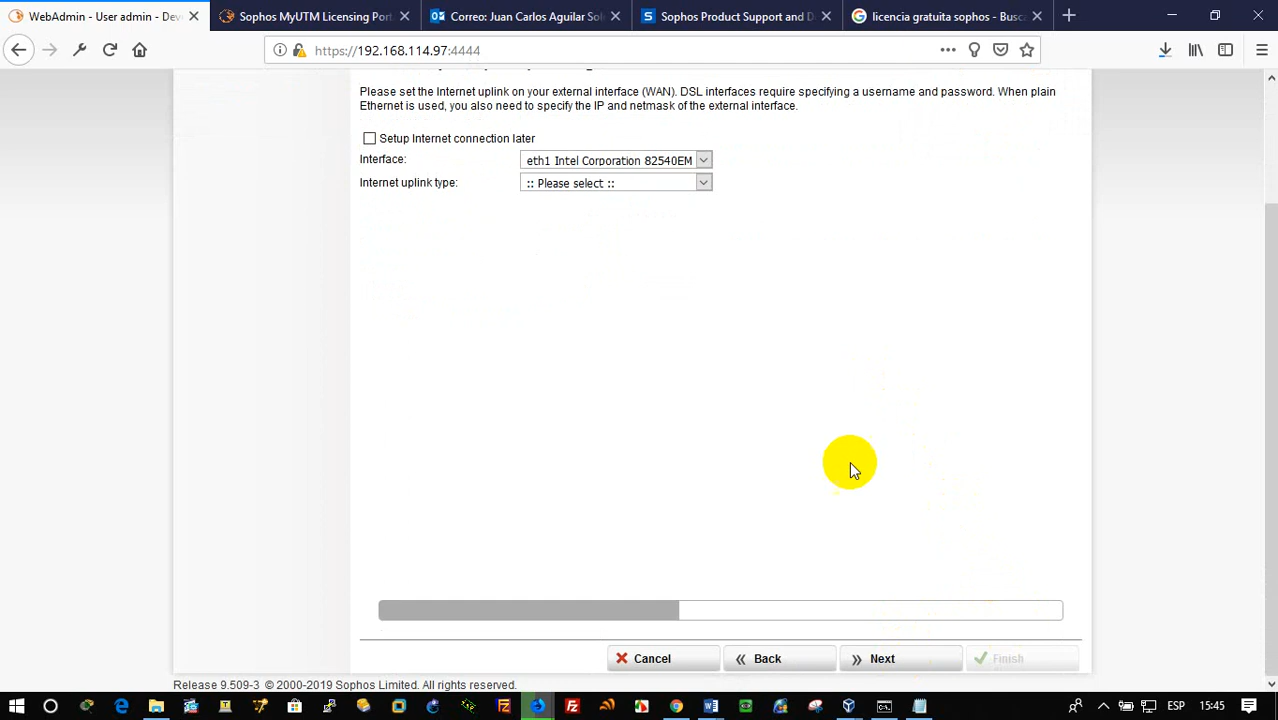 WebAdmin - User admin - Dev
Sophos MyUTM Licensing Port
Correo: Juan Carlos Aguilar So
Sophos Product Support and D
licencia gratuita sophos - Busc
https://192.168.114.97:4444
Please set the Internet uplink on your external interface (WAN). DSL interfaces require specifying a username and password. When plain
Ethernet is used, you also need to specify the IP and netmask of the external interface.
Setup Internet connection later
Interface:
eth1 Intel Corporation 82540EM
Internet uplink type:
:: Please select ::
Cancel
Back
Next
Finish
Release 9.509-3 © 2000-2019 Sophos Limited. All rights reserved.
ESP
15:45